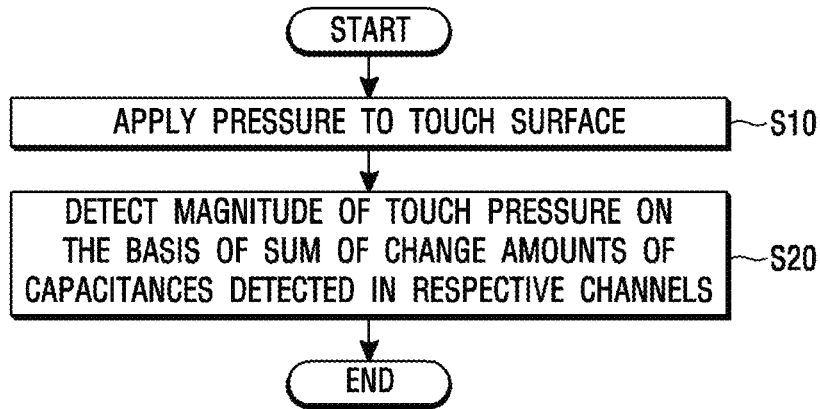 START
APPLY PRESSURE TO TOUCH SURFACE
S10
DETECT MAGNITUDE OF TOUCH PRESSURE ON
THE BASIS OF SUM OF CHANGE AMOUNTS OF
CAPACITANCES DETECTED IN RESPECTIVE CHANNELS
S20
END